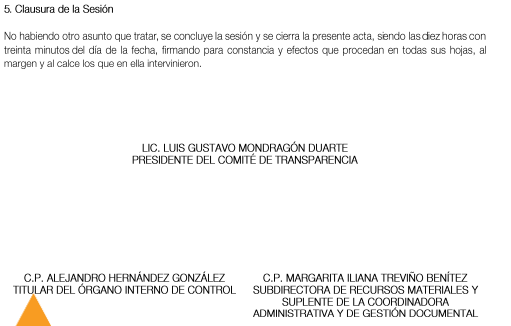 5. Clausura de la Sesión
No habiendo otro asunto que tratar, se concluye la sesión y se cierra la presente acta, siendo las diez horas con
treinta minutos del día de la fecha, firmando para constancia y efectos que procedan en todas sus hojas, al
margen y al calce los que en ella intervinieron.
LIC. LUIS GUSTAVO MONDRAGÓN DUARTE
PRESIDENTE DEL COMITÉ DE TRANSPARENCIA
C.P. ALEJANDRO HERNÁNDEZ GONZÁLEZ
TITULAR DEL ÓRGANO INTERNO DE CONTROL
C.P. MARGARITA ILIANA TREVIÑO BENÍTEZ
SUBDIRECTORA DE RECURSOS MATERIALES Y
SUPLENTE DE LA COORDINADORA
ADMINISTRATIVA Y DE GESTIÓN DOCUMENTAL